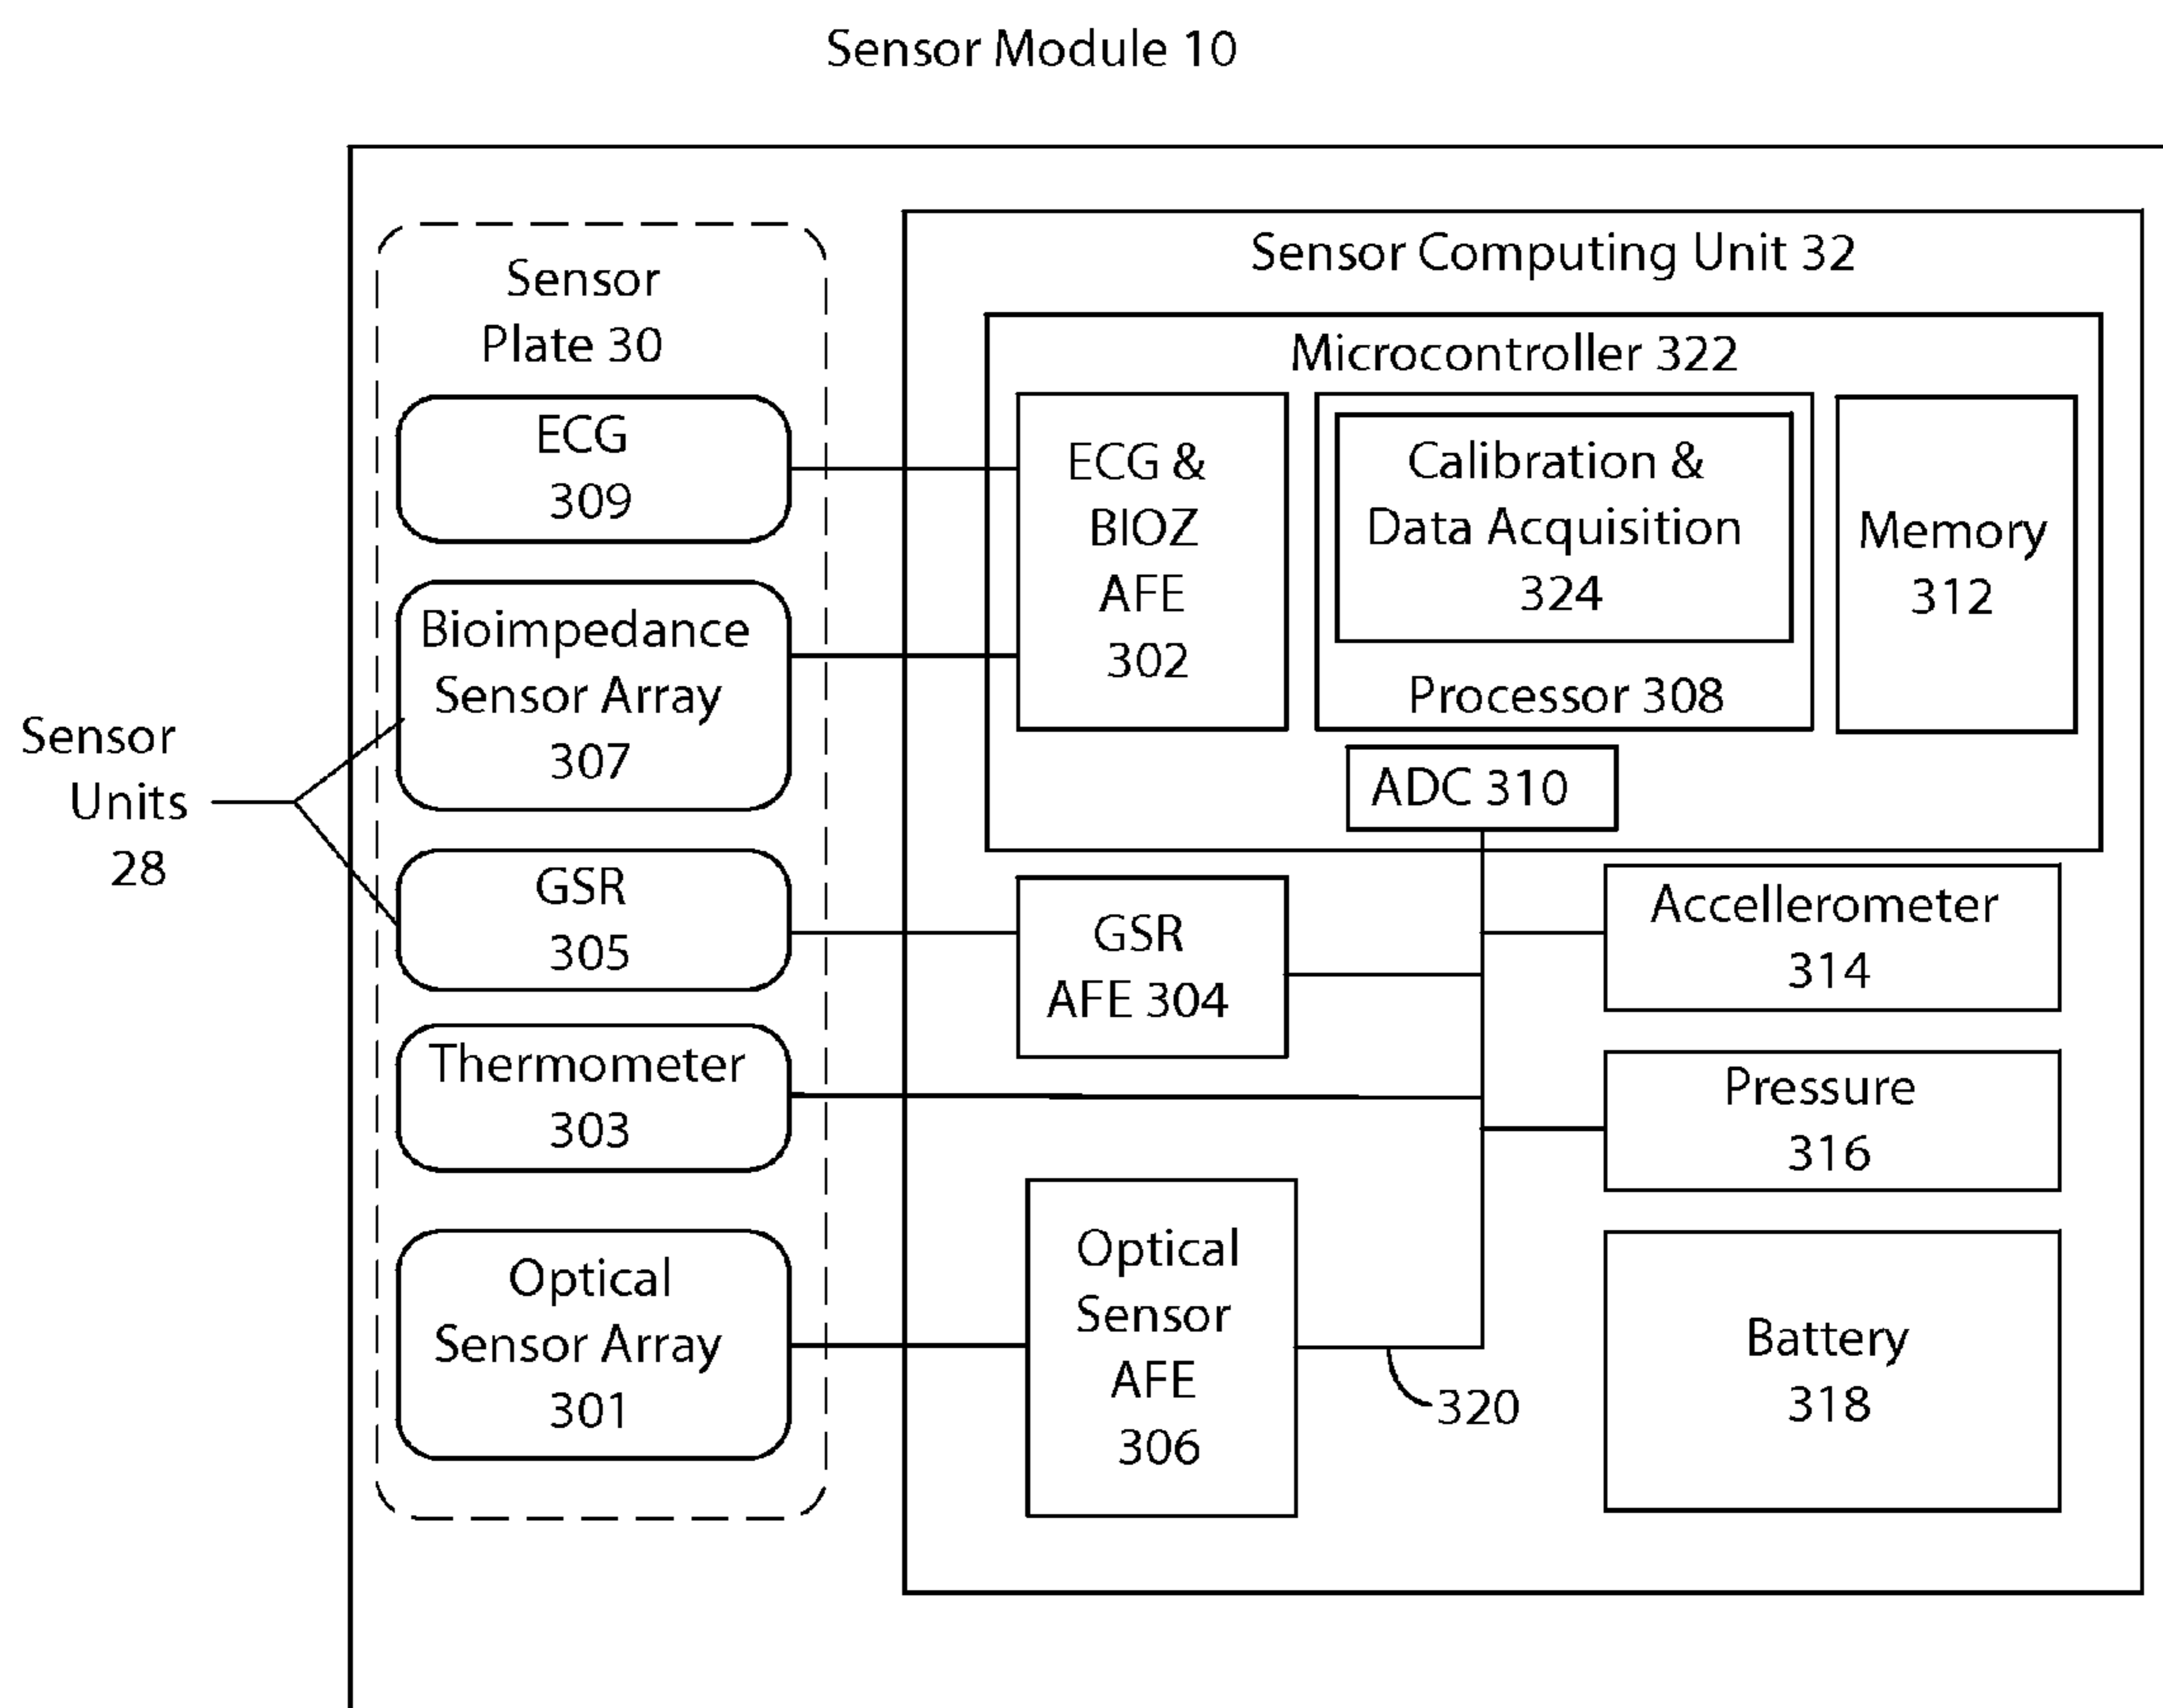 Sensor Module 10
Sensor
Plate 30
ECG
309
Bioimpedance
Sensor Array
307
GSR
305
Thermometer
303
Optical
Sensor Array
301
Sensor
Units
28
Sensor Computing Unit 32
Microcontroller 322
ECG &
BIOZ
AFE
302
Calibration &
Data Acquisition
324
Processor 308
Memory
312
ADC 310
GSR
AFE 304
Accellerometer
314
Pressure
316
Optical
Sensor
AFE
306
320
Battery
318